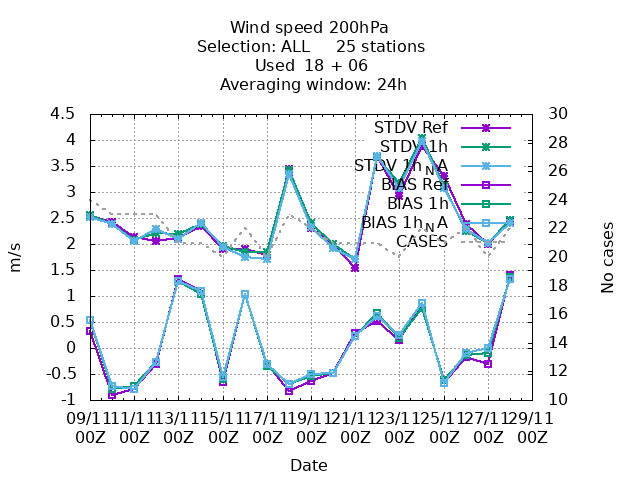 Wind speed 200hPa
Selection: ALL 25 stations
Used 18 + 06
Averaging window: 24h
4.5
4
3.5
3
2.5
2
1.5
1
0.5
0
-0.5
-1
m/s
30
28
26
24
22
20
18
16
14
12
10
No cases
STDV Ref
STDV 1h
STDV 1h_NA
BIAS Ref
BIAS 1h
BIAS 1h_NA
CASES
09/11 11/11 13/11 15/11 17/11 19/11 21/11 23/11 25/11 27/11 29/11
00Z 00Z 00Z 00Z 00Z 00Z 00Z 00Z 00Z 00Z 00Z
Date